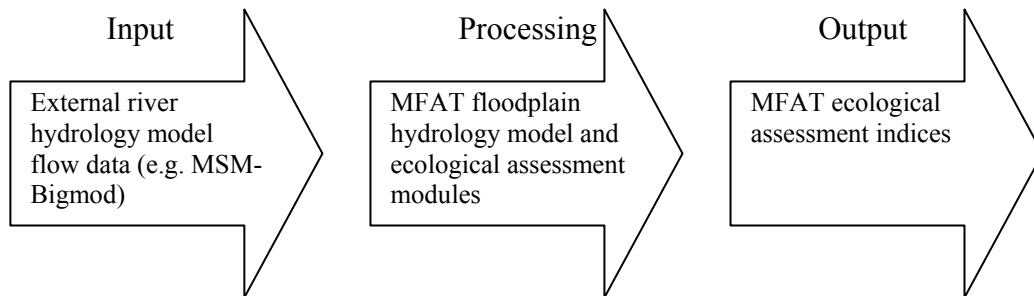 Input
Processing
Output
External river
hydrology model
flow data (e.g. MSM-
Bigmod)
MFAT floodplain
hydrology model and
ecological assessment
modules
MFAT ecological
assessment indices